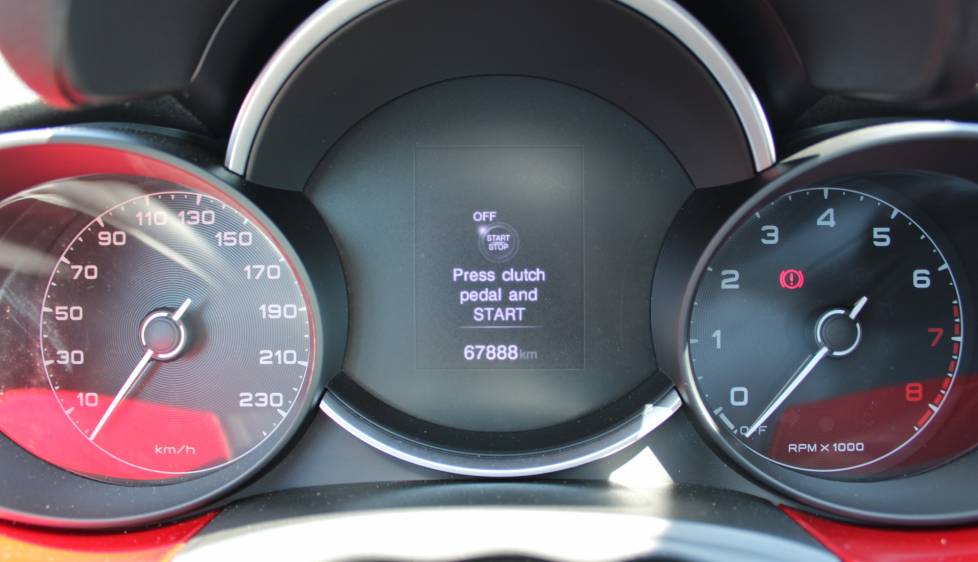 10
30
50
70
90
110
130
150
170
190
210
230
km/h
OFF
START
STOP
Press clutch
pedal and
START
67888km
OFF
0
1
2
3
4
5
6
7
8
RPM x 1000